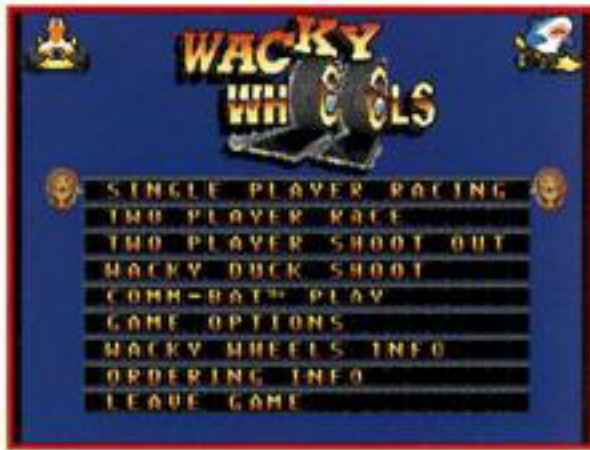 WACKY
WHEELS
SINGLE PLAYER RACING
TWO PLAYER RACE
TWO PLAYER SHOOT OUT
WACKY DUCK SHOOT
COMM-BAT™ PLAY
GAME OPTIONS
WACKY WHEELS INFO
ORDERING INFO
LEAVE GAME